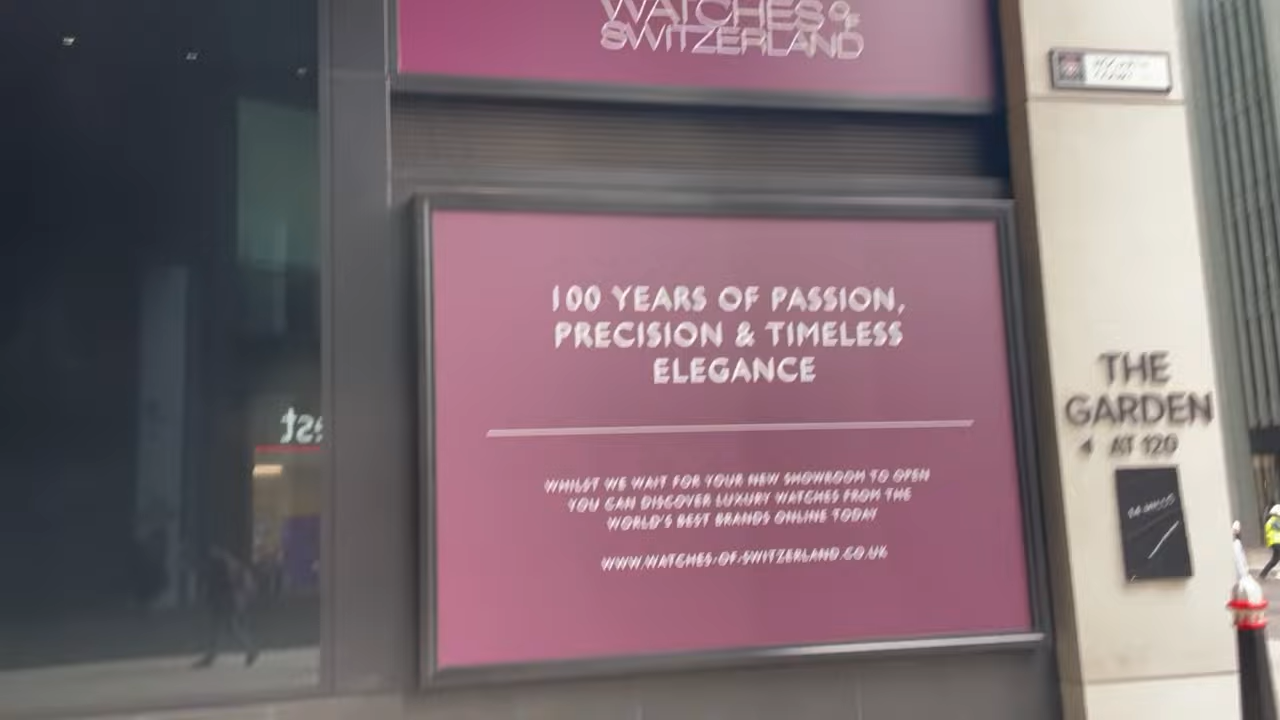 WATCHES OF
SWITZERLAND
100 YEARS OF PASSION,
PRECISION & TIMELESS
ELEGANCE
WHILST WE WAIT FOR YOUR NEW SHOWROOM TO OPEN
YOU CAN DISCOVER LUXURY WATCHES FROM THE
WORLD'S BEST BRANDS ONLINE TODAY
WWW.WATCHES-OF-SWITZERLAND.CO.UK
THE
GARDEN
AT 120